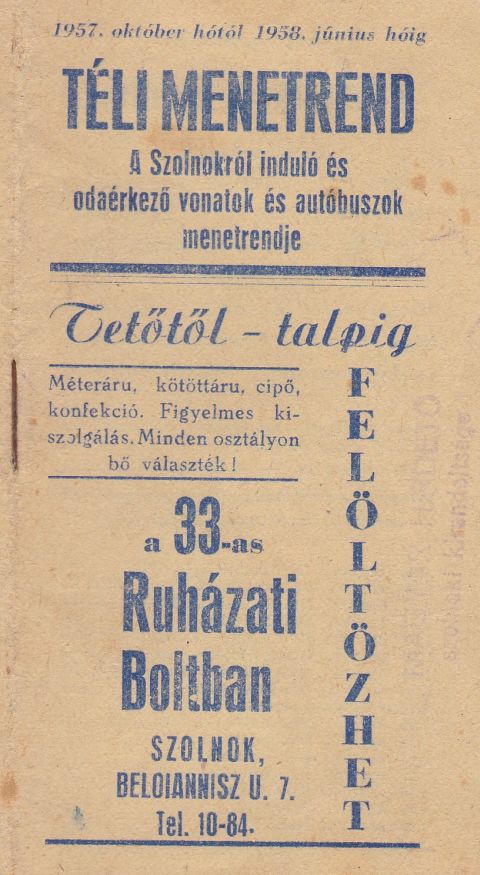 1957. október hótól 1958. június hóig
TÉLI MENETREND
A Szolnokról induló és
odaérkező vonatok és autóbuszok
menetrendje
Tetőtől - talpig
FELÖLTÖZHET
Méteráru, kötöttáru, cipő,
konfekció. Figyelmes ki-
szolgálás. Minden osztályon
bő választék!
a 33-as
Ruházati
Boltban
SZOLNOK,
BELOIANNISZ U. 7.
Tel. 10-84.